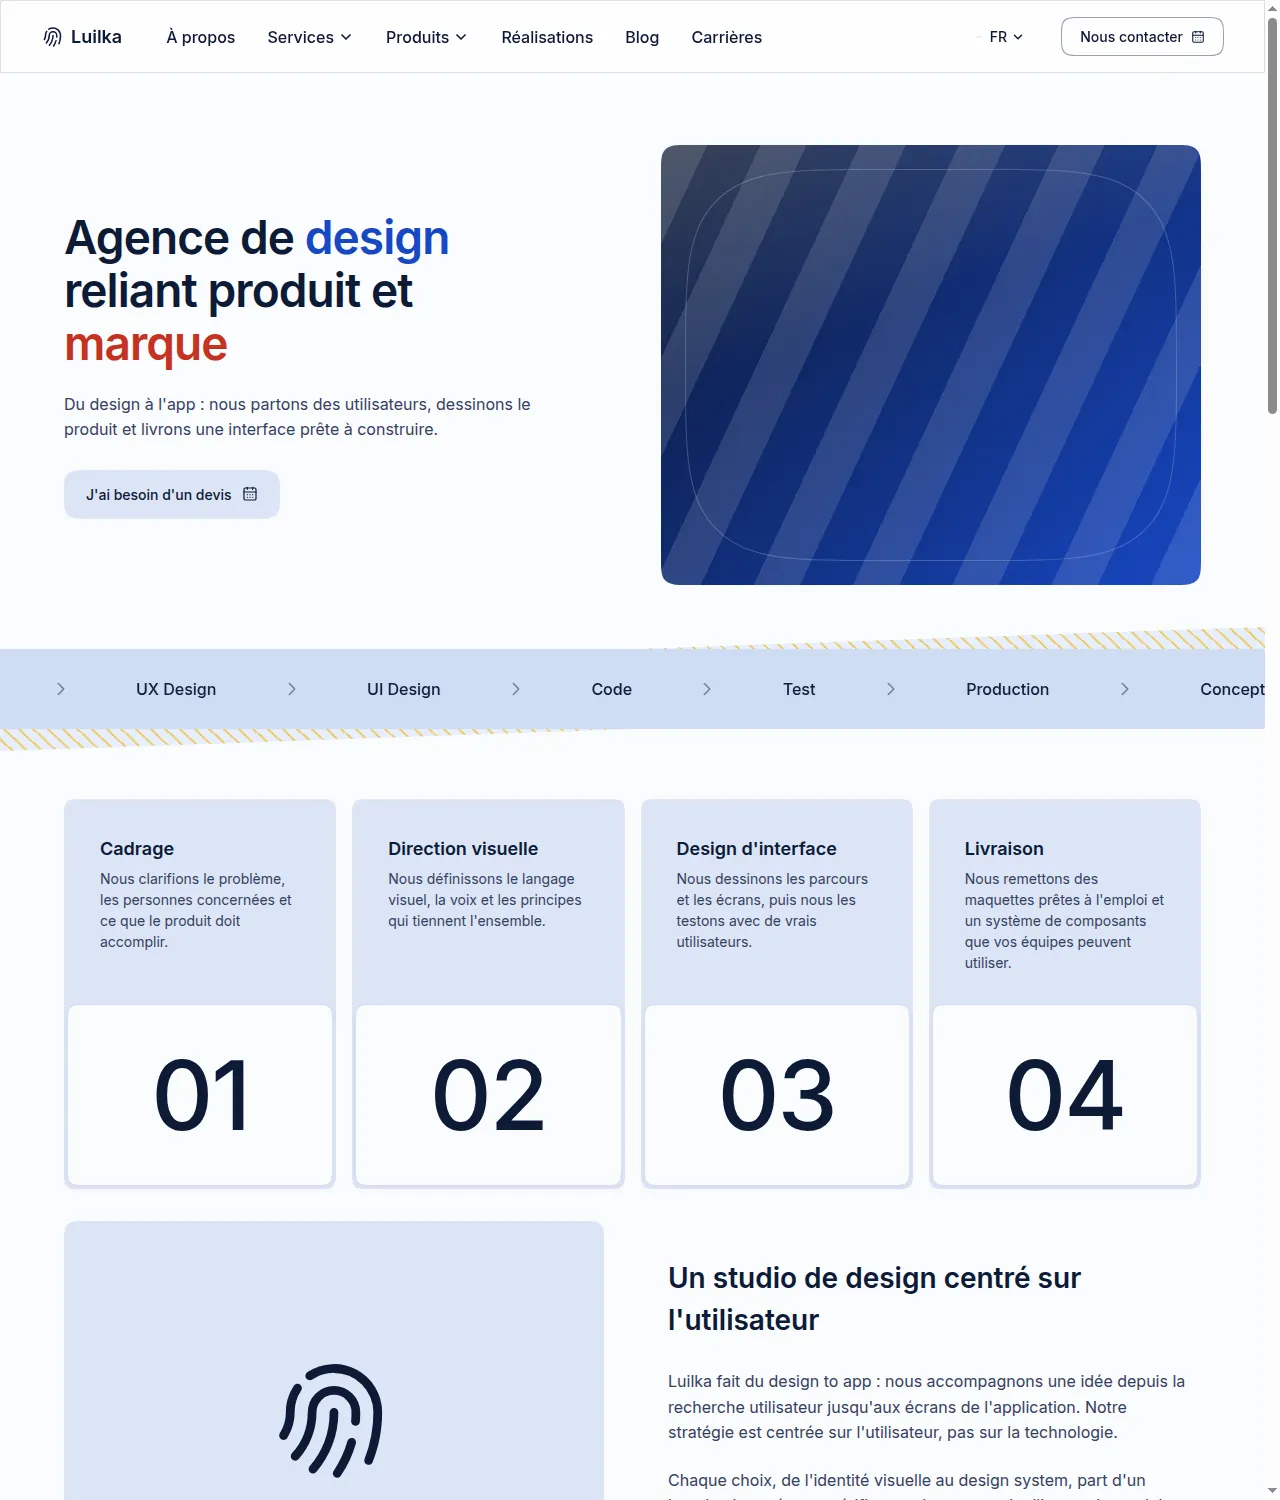 Luilka
À propos
Services
Produits
Réalisations
Blog
Carrières
FR
Nous contacter
Agence de design
reliant produit et
marque
Du design à l'app : nous partons des utilisateurs, dessinons le
produit et livrons une interface prête à construire.
J'ai besoin d'un devis
UX Design
UI Design
Code
Test
Production
Concept
Cadrage
Nous clarifions le problème,
les personnes concernées et
ce que le produit doit
accomplir.
01
Direction visuelle
Nous définissons le langage
visuel, la voix et les principes
qui tiennent l'ensemble.
02
Design d'interface
Nous dessinons les parcours
et les écrans, puis nous les
testons avec de vrais
utilisateurs.
03
Livraison
Nous remettons des
maquettes prêtes à l'emploi et
un système de composants
que vos équipes peuvent
utiliser.
04
Un studio de design centré sur
l'utilisateur
Luilka fait du design to app : nous accompagnons une idée depuis la
recherche utilisateur jusqu'aux écrans de l'application. Notre
stratégie est centrée sur l'utilisateur, pas sur la technologie.
Chaque choix, de l'identité visuelle au design system, part d'un